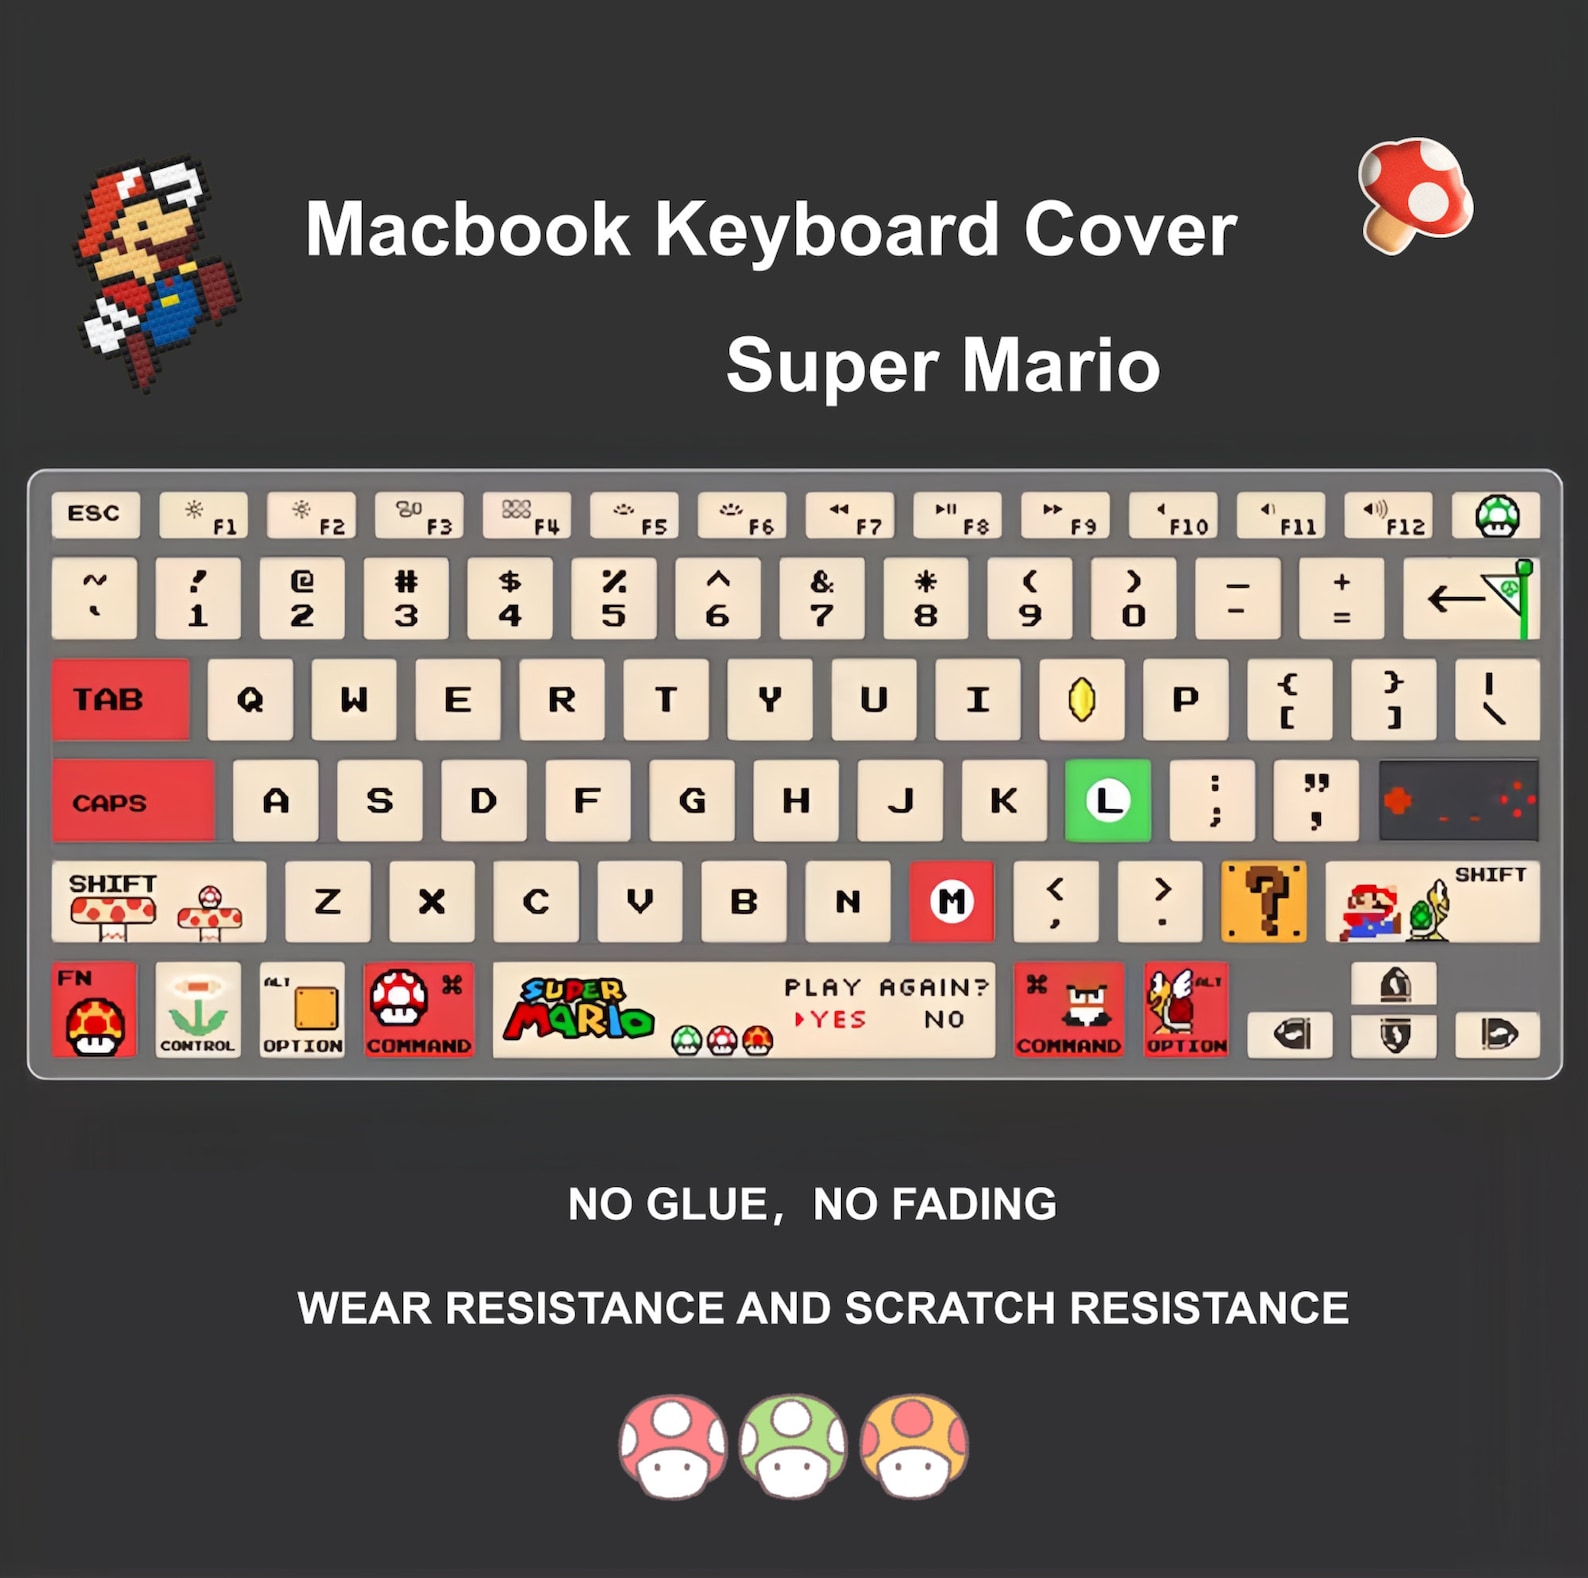 Macbook Keyboard Cover
Super Mario
ESC F1 F2 F3 F4 F5 F6 F7 F8 F9 F10 F11 F12
~ ! @ # $ % ^ & * ( ) — +
` 1 2 3 4 5 6 7 8 9 0 - = ←
TAB Q W E R T Y U I P { [ } ] | \
CAPS A S D F G H J K L : ; " ,
SHIFT Z X C V B N M < , > . ? SHIFT
FN CONTROL ALT OPTION ⌘ COMMAND SUPER MARIO PLAY AGAIN? ⌘ COMMAND ALT OPTION
▶YES NO
NO GLUE, NO FADING
WEAR RESISTANCE AND SCRATCH RESISTANCE